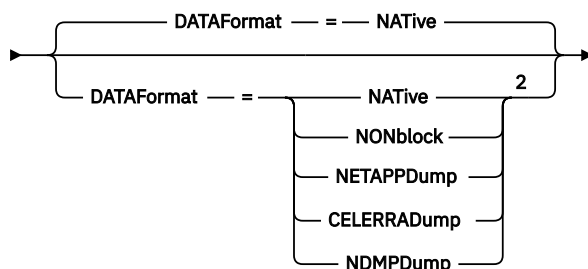 DATAFormat = NATive
DATAFormat = NATive 2
NONblock
NETAPPDump
CELERRADump
NDMPDump